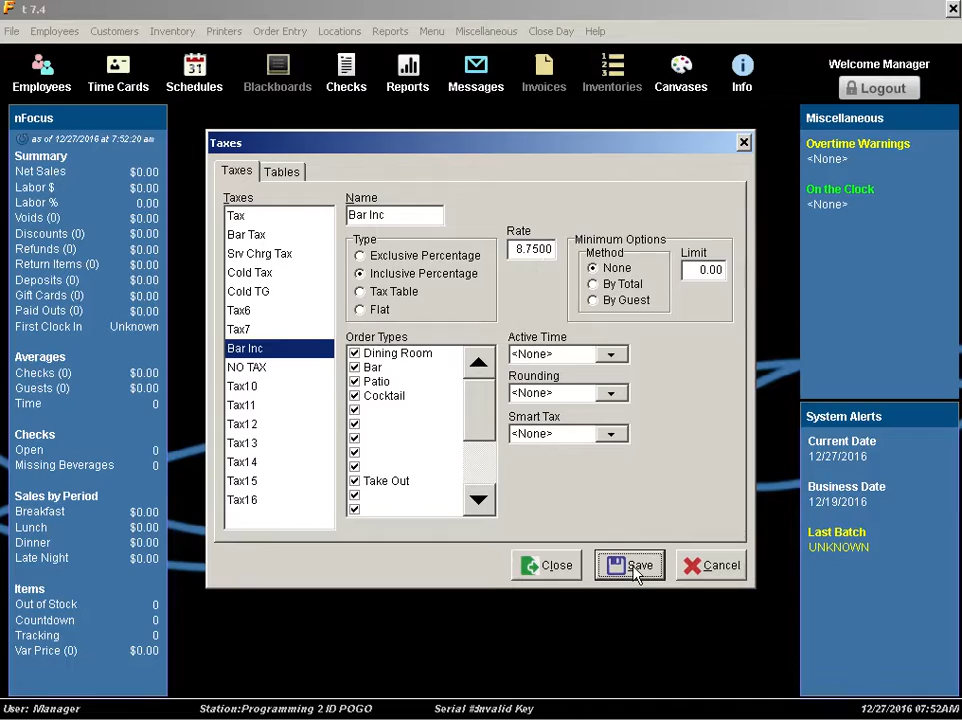 t 7.4
File Employees Customers Inventory Printers Order Entry Locations Reports Menu Miscellaneous Close Day Help
Employees Time Cards Schedules Blackboards Checks Reports Messages Invoices Inventories Canvases Info
Welcome Manager
Logout
nFocus
as of 12/27/2016 at 7:52:20 am
Summary
Net Sales $0.00
Labor $ $0.00
Labor % 0.00
Voids (0) $0.00
Discounts (0) $0.00
Refunds (0) $0.00
Return Items (0) $0.00
Deposits (0) $0.00
Gift Cards (0) $0.00
Paid Outs (0) $0.00
First Clock In Unknown
Averages
Checks (0) $0.00
Guests (0) $0.00
Time 0
Checks
Open 0
Missing Beverages 0
Sales by Period
Breakfast $0.00
Lunch $0.00
Dinner $0.00
Late Night $0.00
Items
Out of Stock 0
Countdown 0
Tracking 0
Var Price (0) $0.00
Taxes
Taxes Tables
Taxes
Tax
Bar Tax
Srv Chrg Tax
Cold Tax
Cold TG
Tax6
Tax7
Bar Inc
NO TAX
Tax10
Tax11
Tax12
Tax13
Tax14
Tax15
Tax16
Name
Bar Inc
Type
Exclusive Percentage
Inclusive Percentage
Tax Table
Flat
Rate
8.7500
Minimum Options
Method
None
By Total
By Guest
Limit
0.00
Order Types
Dining Room
Bar
Patio
Cocktail
Take Out
Active Time
<None>
Rounding
<None>
Smart Tax
<None>
Close Save Cancel
Miscellaneous
Overtime Warnings
<None>
On the Clock
<None>
System Alerts
Current Date
12/27/2016
Business Date
12/19/2016
Last Batch
UNKNOWN
User: Manager Station:Programming 2 ID POGO Serial #:Invalid Key 12/27/2016 07:52AM